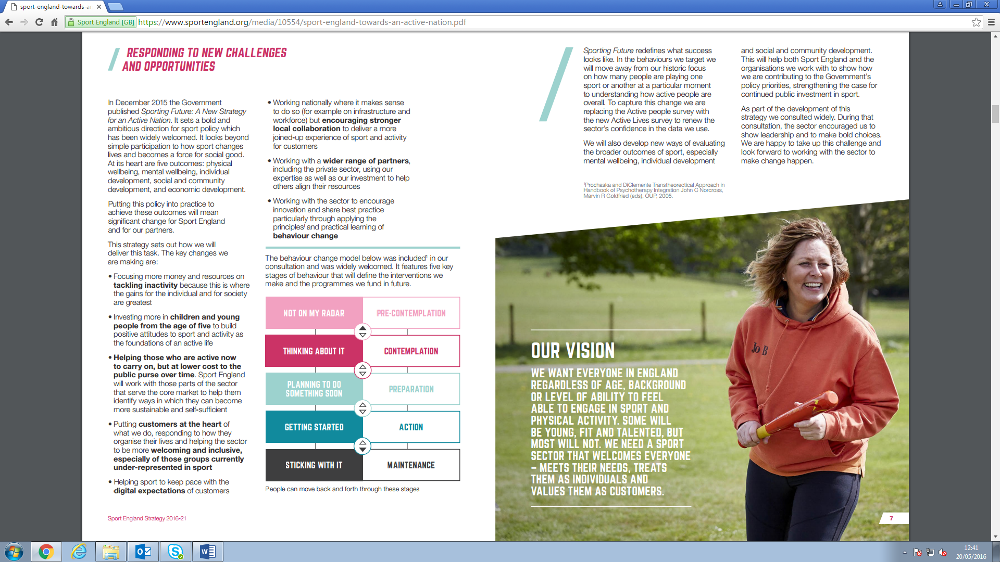 sport-england-towards-a
Sport England [GB] https://www.sportengland.org/media/10554/sport-england-towards-an-active-nation.pdf
RESPONDING TO NEW CHALLENGES
AND OPPORTUNITIES
In December 2015 the Government
published Sporting Future: A New Strategy
for an Active Nation. It sets a bold and
ambitious direction for sport policy which
has been widely welcomed. It looks beyond
simple participation to how sport changes
lives and becomes a force for social good.
At its heart are five outcomes: physical
wellbeing, mental wellbeing, individual
development, social and community
development, and economic development.
Putting this policy into practice to
achieve these outcomes will mean
significant change for Sport England
and for our partners.
This strategy sets out how we will
deliver this task. The key changes we
are making are:
• Focusing more money and resources on
tackling inactivity because this is where
the gains for the individual and for society
are greatest
• Investing more in children and young
people from the age of five to build
positive attitudes to sport and activity as
the foundations of an active life
• Helping those who are active now
to carry on, but at lower cost to the
public purse over time. Sport England
will work with those parts of the sector
that serve the core market to help them
identify ways in which they can become
more sustainable and self-sufficient
• Putting customers at the heart of
what we do, responding to how they
organise their lives and helping the sector
to be more welcoming and inclusive,
especially of those groups currently
under-represented in sport
• Helping sport to keep pace with the
digital expectations of customers
• Working nationally where it makes sense
to do so (for example on infrastructure and
workforce) but encouraging stronger
local collaboration to deliver a more
joined-up experience of sport and activity
for customers
• Working with a wider range of partners,
including the private sector, using our
expertise as well as our investment to help
others align their resources
• Working with the sector to encourage
innovation and share best practice
particularly through applying the
principles¹ and practical learning of
behaviour change
The behaviour change model below was included¹ in our
consultation and was widely welcomed. It features five key
stages of behaviour that will define the interventions we
make and the programmes we fund in future.
NOT ON MY RADAR PRE-CONTEMPLATION
THINKING ABOUT IT CONTEMPLATION
PLANNING TO DO
SOMETHING SOON PREPARATION
GETTING STARTED ACTION
STICKING WITH IT MAINTENANCE
People can move back and forth through these stages
Sport England Strategy 2016-21
Sporting Future redefines what success
looks like. In the behaviours we target we
will move away from our historic focus
on how many people are playing one
sport or another at a particular moment
to understanding how active people are
overall. To capture this change we are
replacing the Active people survey with
the new Active Lives survey to renew the
sector's confidence in the data we use.
We will also develop new ways of evaluating
the broader outcomes of sport, especially
mental wellbeing, individual development
and social and community development.
This will help both Sport England and the
organisations we work with to show how
we are contributing to the Government's
policy priorities, strengthening the case for
continued public investment in sport.
As part of the development of this
strategy we consulted widely. During that
consultation, the sector encouraged us to
show leadership and to make bold choices.
We are happy to take up this challenge and
look forward to working with the sector to
make change happen.
¹Prochaska and DiClemente Transtheorectical Approach in
Handbook of Psychotherapy Integration John C Norcross,
Marvin R Goldfried (eds), OUP, 2005.
Jo B
OUR VISION
WE WANT EVERYONE IN ENGLAND
REGARDLESS OF AGE, BACKGROUND
OR LEVEL OF ABILITY TO FEEL
ABLE TO ENGAGE IN SPORT AND
PHYSICAL ACTIVITY. SOME WILL
BE YOUNG, FIT AND TALENTED, BUT
MOST WILL NOT. WE NEED A SPORT
SECTOR THAT WELCOMES EVERYONE
– MEETS THEIR NEEDS, TREATS
THEM AS INDIVIDUALS AND
VALUES THEM AS CUSTOMERS.
7
12:41
20/05/2016